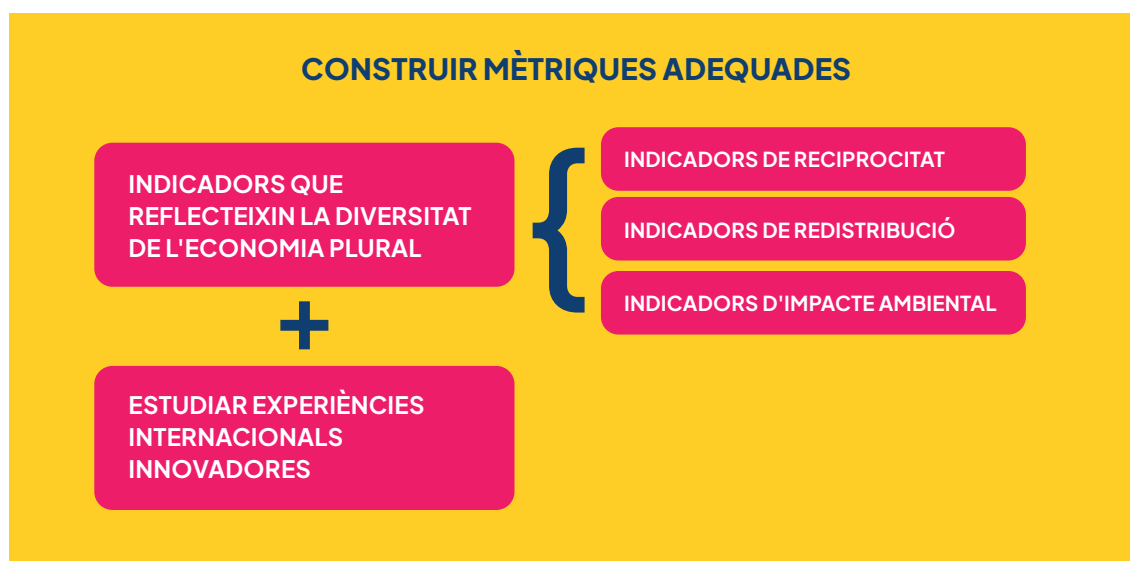 CONSTRUIR MÈTRIQUES ADEQUADES
INDICADORS QUE
REFLECTEIXIN LA DIVERSITAT
DE L'ECONOMIA PLURAL
{
INDICADORS DE RECIPROCITAT
INDICADORS DE REDISTRIBUCIÓ
INDICADORS D'IMPACTE AMBIENTAL
+
ESTUDIAR EXPERIÈNCIES
INTERNACIONALS
INNOVADORES